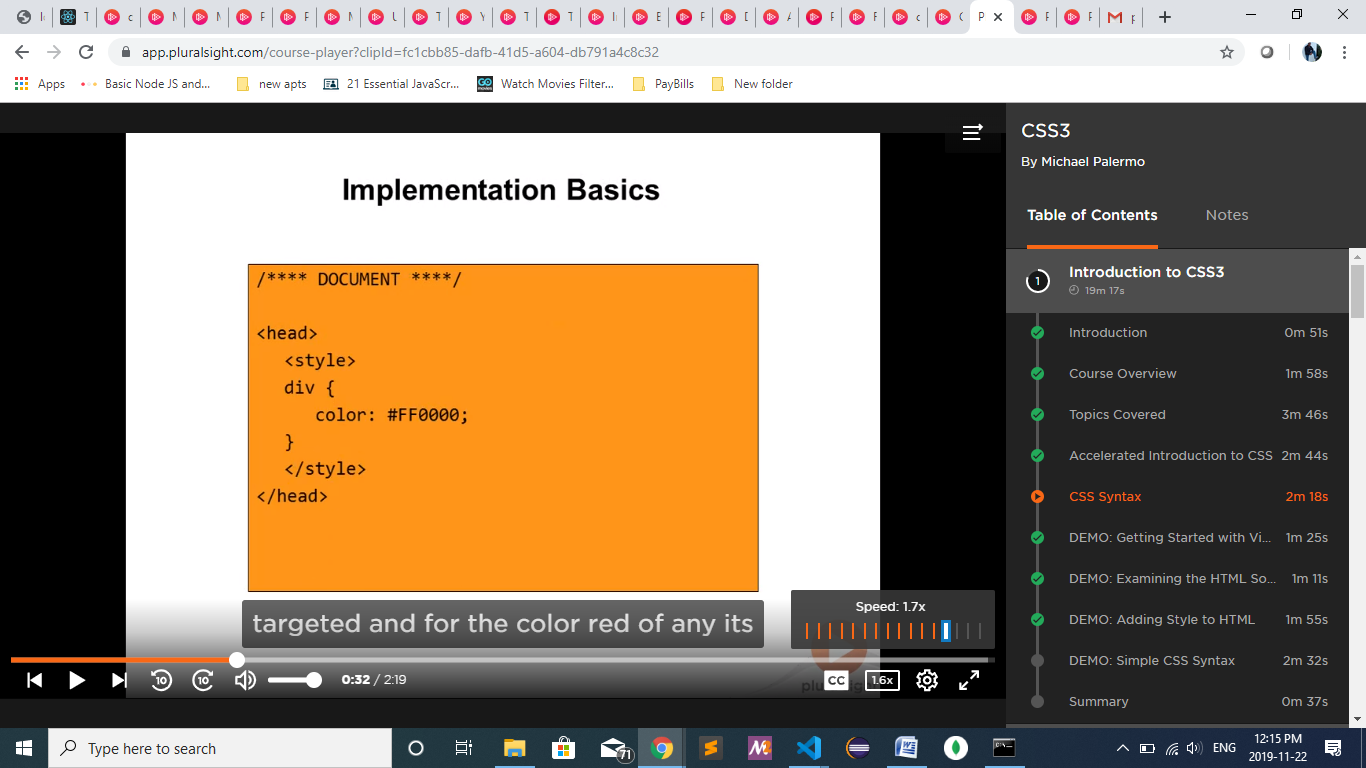 app.pluralsight.com/course-player?clipId=fc1cbb85-dafb-41d5-a604-db791a4c8c32
Apps Basic Node JS and... new appts 21 Essential JavaScr... Watch Movies Filter... PayBills New folder
Implementation Basics
/**** DOCUMENT ****/
<head>
<style>
div {
color: #FF0000;
}
</style>
</head>
targeted and for the color red of any its
Speed: 1.7x
0:32 / 2:19
CC 1.6x
CSS3
By Michael Palermo
Table of Contents Notes
1 Introduction to CSS3
19m 17s
Introduction 0m 51s
Course Overview 1m 58s
Topics Covered 3m 46s
Accelerated Introduction to CSS 2m 44s
CSS Syntax 2m 18s
DEMO: Getting Started with Vi... 1m 25s
DEMO: Examining the HTML So... 1m 11s
DEMO: Adding Style to HTML 1m 55s
DEMO: Simple CSS Syntax 2m 32s
Summary 0m 37s
Type here to search
71
ENG
12:15 PM
2019-11-22